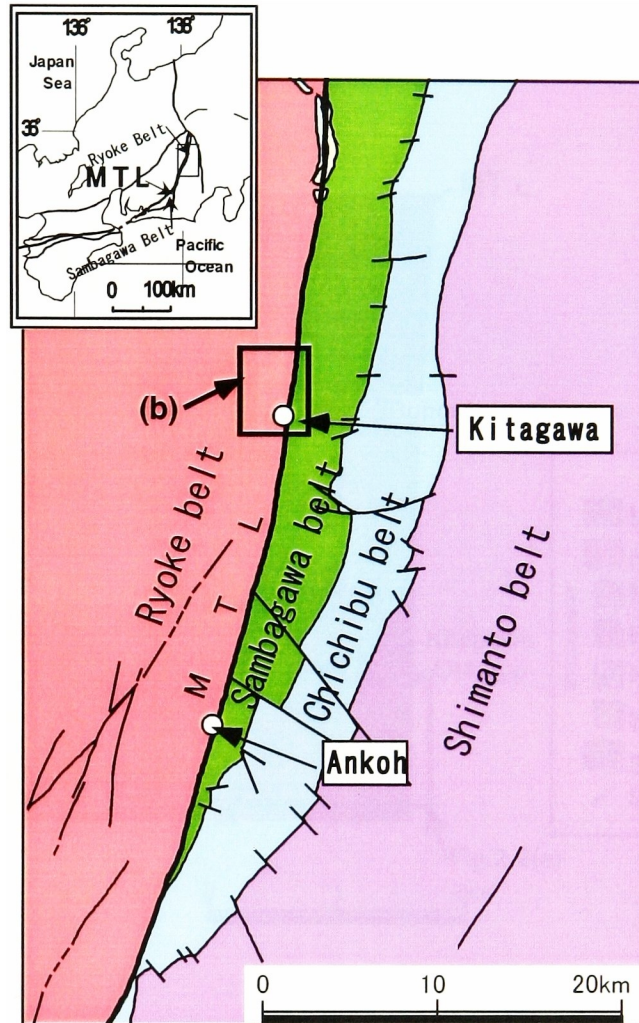 136°
138°
Japan
Sea
36°
Ryoke Belt
MTL
Sambagawa Belt
Pacific
Ocean
0 100km
(b)
Kitagawa
Ryoke belt
M T L
Sambagawa belt
Chichibu belt
Shimanto belt
Ankoh
0 10 20km